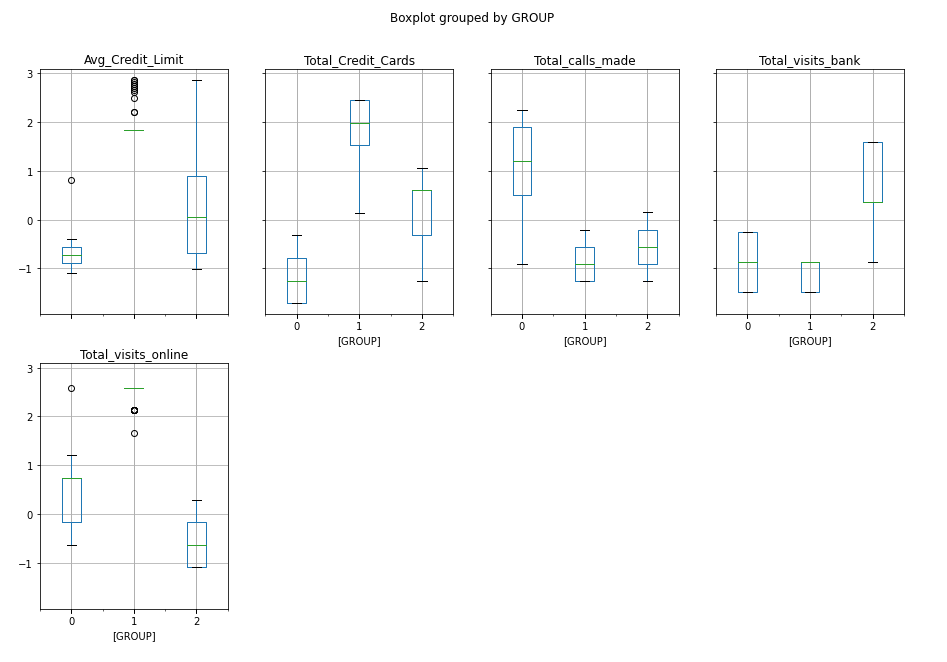 Boxplot grouped by GROUP
Avg_Credit_Limit
Total_Credit_Cards
Total_calls_made
Total_visits_bank
3
2
1
0
−1
0 1 2
[GROUP]
0 1 2
[GROUP]
0 1 2
[GROUP]
Total_visits_online
3
2
1
0
−1
0 1 2
[GROUP]